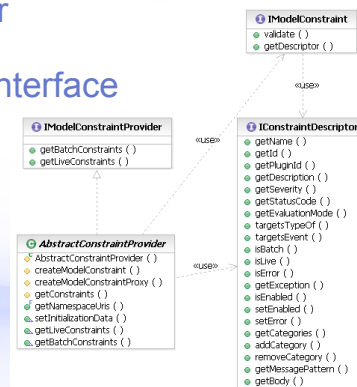 r
nterface
IModelConstraint
validate ( )
getDescriptor ( )
«use»
«use»
IModelConstraintProvider
getBatchConstraints ( )
getLiveConstraints ( )
IConstraintDescriptor
getName ( )
getId ( )
getPluginId ( )
getDescription ( )
getSeverity ( )
getStatusCode ( )
getEvaluationMode ( )
targetsTypeOf ( )
targetsEvent ( )
isBatch ( )
isLive ( )
isError ( )
getException ( )
isEnabled ( )
setEnabled ( )
setError ( )
getCategories ( )
addCategory ( )
removeCategory ( )
getMessagePattern ( )
getBody ( )
AbstractConstraintProvider
AbstractConstraintProvider ( )
createModelConstraint ( )
createModelConstraintProxy ( )
getConstraints ( )
getNamespaceUris ( )
setInitializationData ( )
getLiveConstraints ( )
getBatchConstraints ( )
«use»